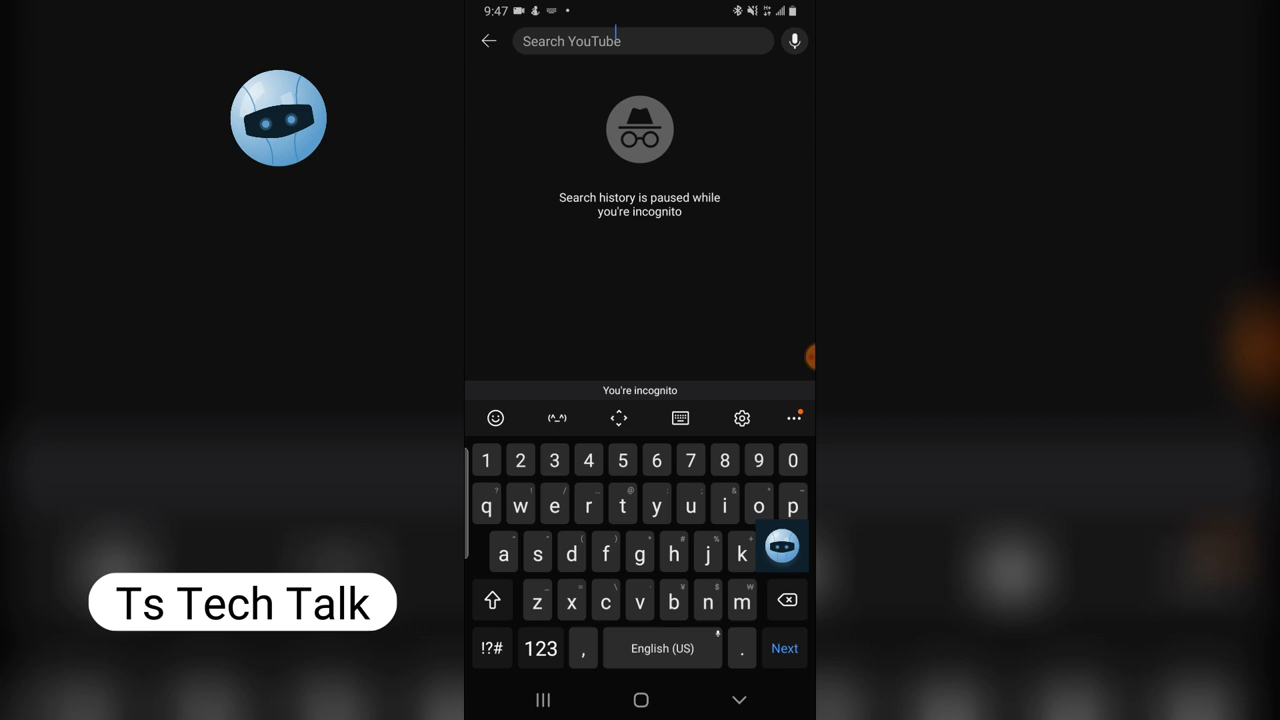 9:47
Search YouTube
Search history is paused while
you're incognito
You're incognito
(^_^)
1 2 3 4 5 6 7 8 9 0
q w e r t y u i o p
a s d f g h j k
z x c v b n m
!?# 123 , English (US) . Next
Ts Tech Talk